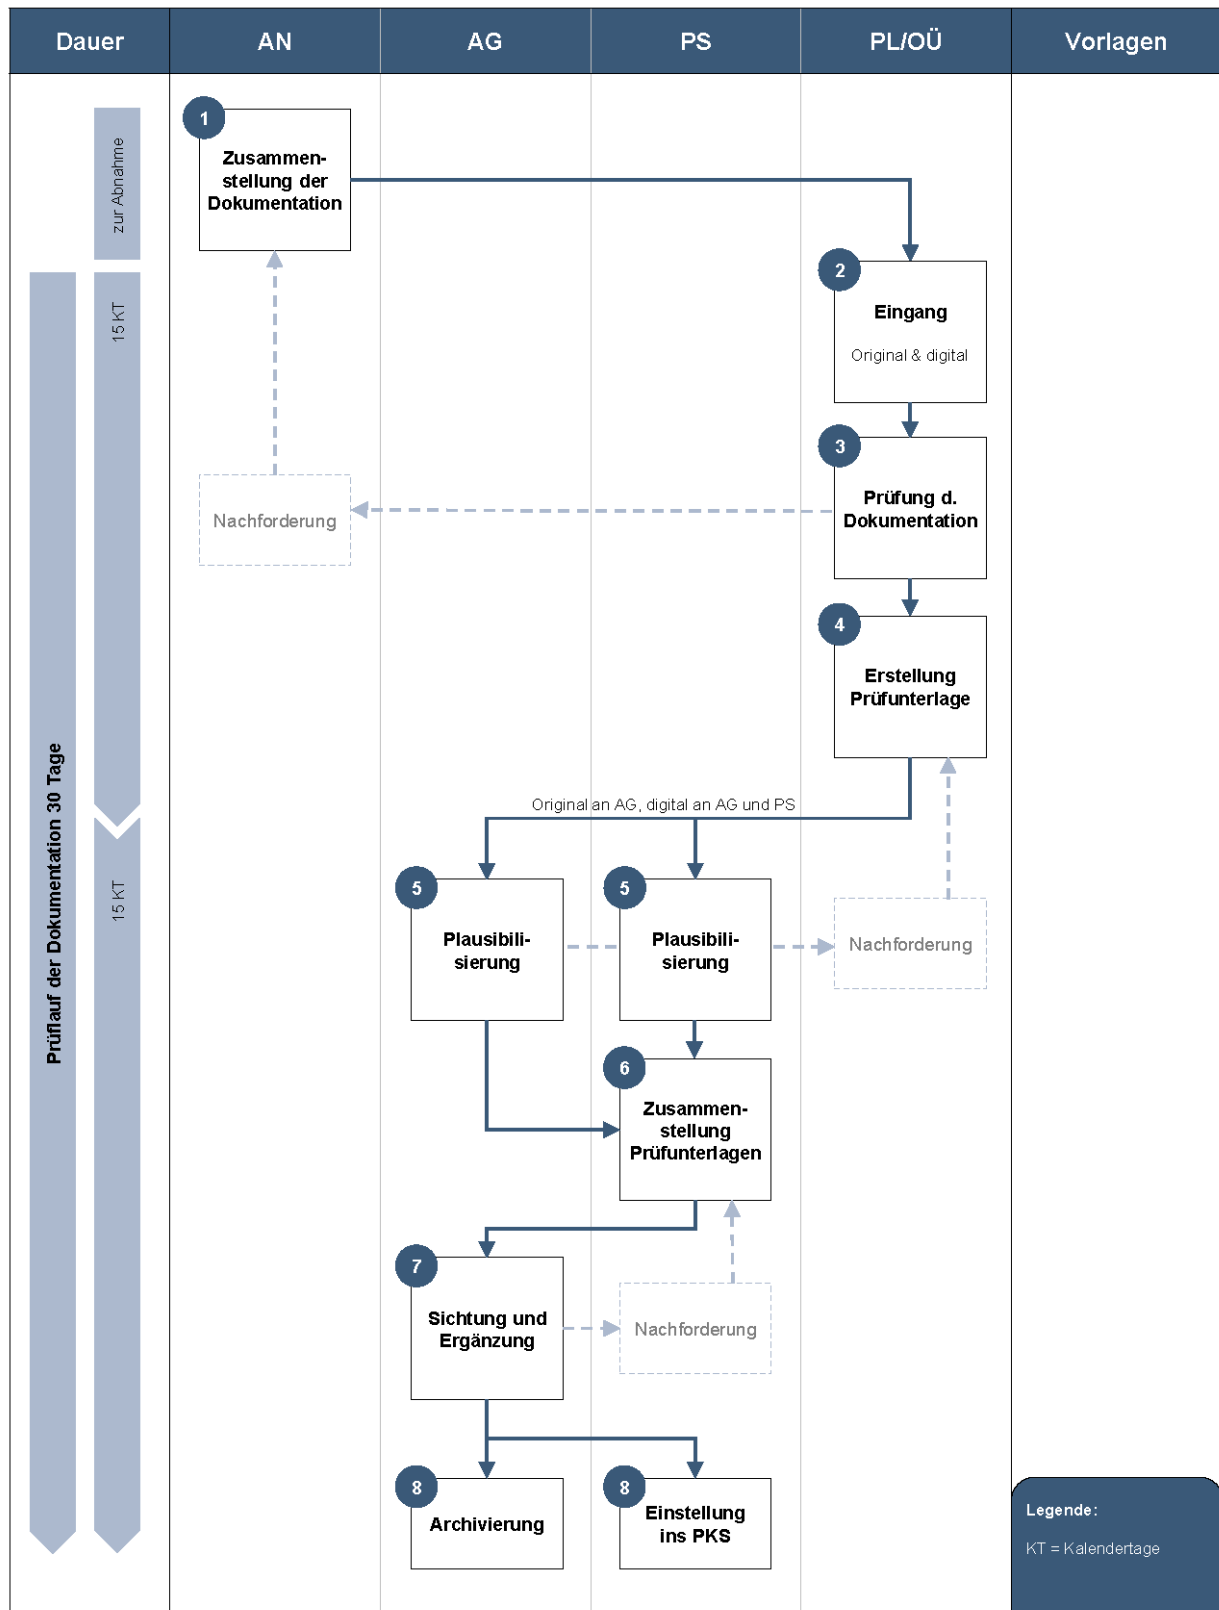 Dauer
AN
AG
PS
PL/OÜ
Vorlagen
zur Abnahme
1
Zusammen-
stellung der
Dokumentation
2
Eingang
Original & digital
15 KT
3
Prüfung d.
Dokumentation
Nachforderung
4
Erstellung
Prüfunterlage
Prüflauf der Dokumentation 30 Tage
Original an AG, digital an AG und PS
15 KT
5
Plausibili-
sierung
5
Plausibili-
sierung
Nachforderung
6
Zusammen-
stellung
Prüfunterlagen
7
Sichtung und
Ergänzung
Nachforderung
8
Archivierung
8
Einstellung
ins PKS
Legende:
KT = Kalendertage